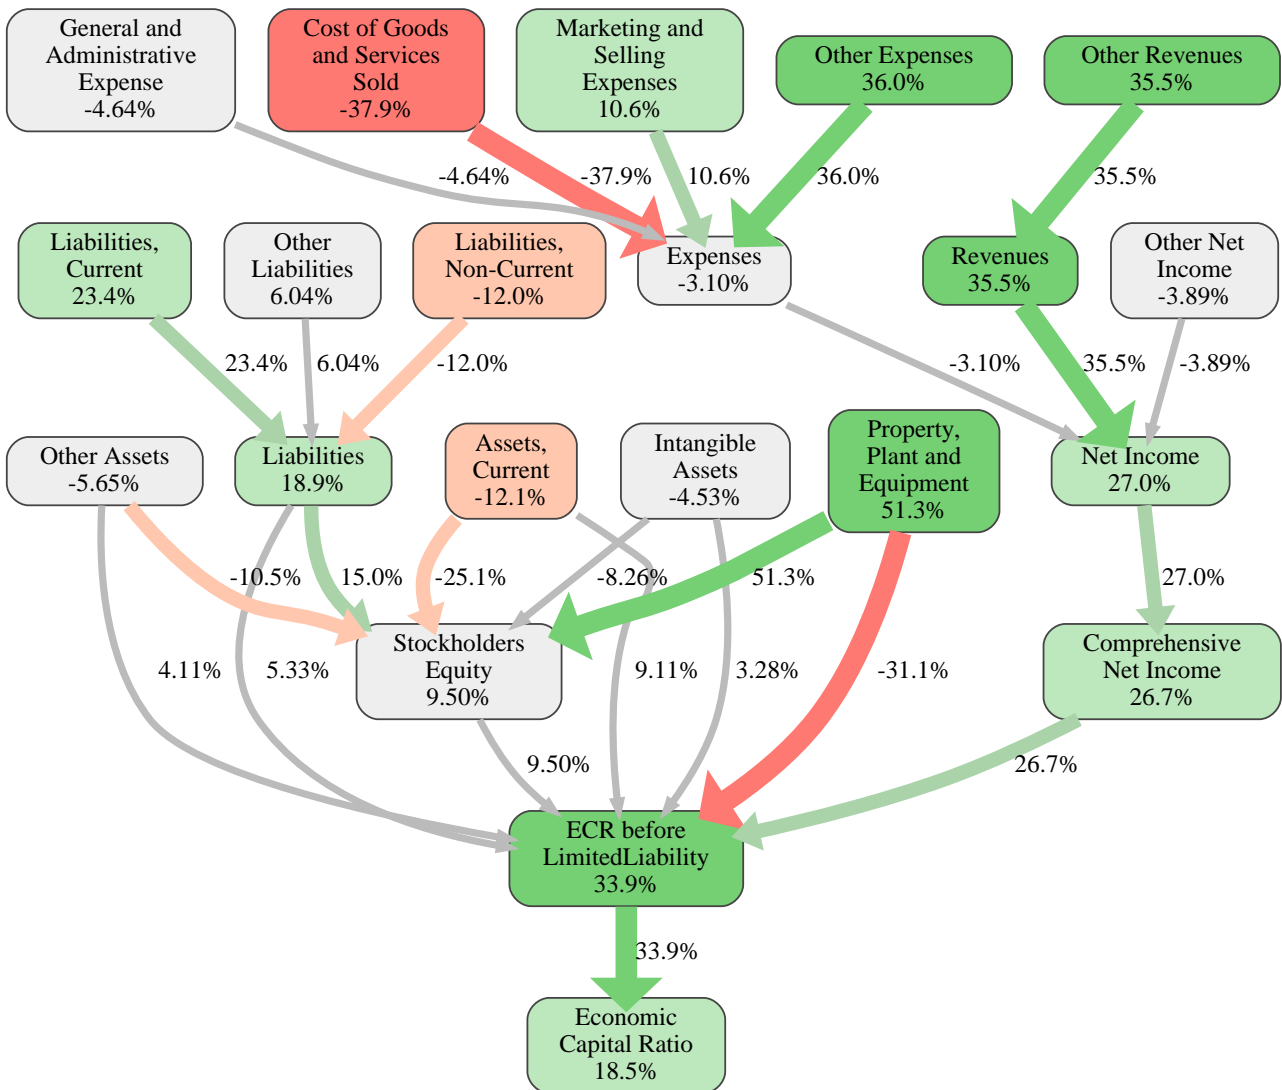 General and
Administrative
Expense
-4.64%
Cost of Goods
and Services
Sold
-37.9%
Marketing and
Selling
Expenses
10.6%
Other Expenses
36.0%
Other Revenues
35.5%
-4.64%
-37.9%
10.6%
36.0%
35.5%
Liabilities,
Current
23.4%
Other
Liabilities
6.04%
Liabilities,
Non-Current
-12.0%
Expenses
-3.10%
Revenues
35.5%
Other Net
Income
-3.89%
23.4%
6.04%
-12.0%
-3.10%
35.5%
-3.89%
Other Assets
-5.65%
Liabilities
18.9%
Assets,
Current
-12.1%
Intangible
Assets
-4.53%
Property,
Plant and
Equipment
51.3%
Net Income
27.0%
-10.5%
15.0%
-25.1%
-8.26%
51.3%
27.0%
Stockholders
Equity
9.50%
Comprehensive
Net Income
26.7%
4.11%
5.33%
9.11%
3.28%
-31.1%
9.50%
26.7%
ECR before
LimitedLiability
33.9%
33.9%
Economic
Capital Ratio
18.5%